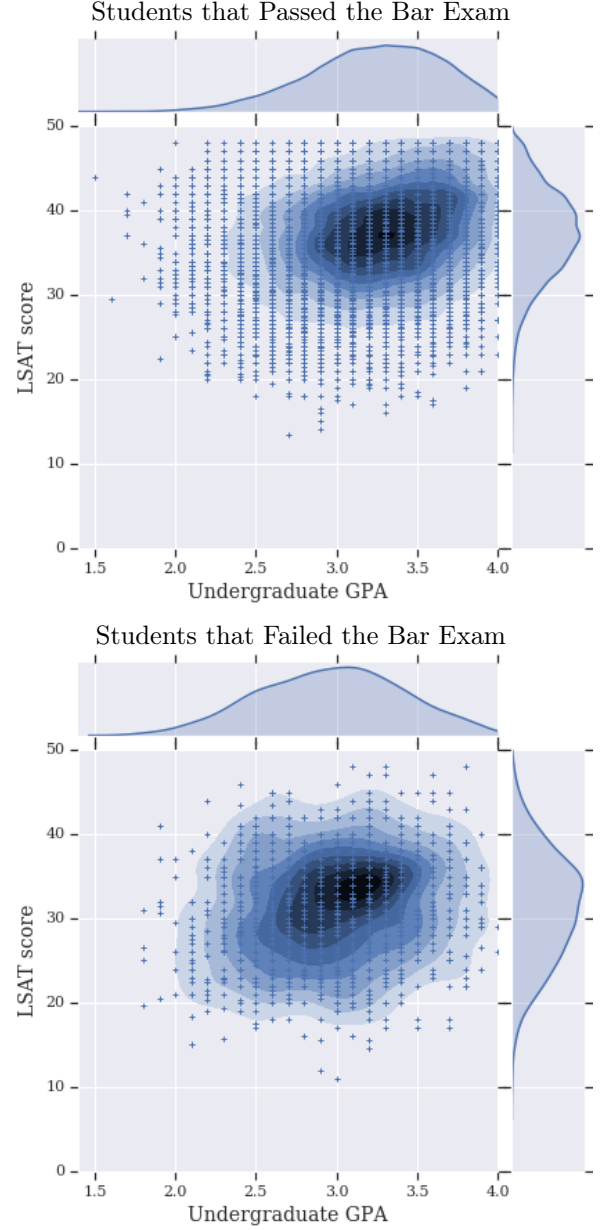 Students that Passed the Bar Exam
50
40
30
20
10
0
LSAT score
1.5 2.0 2.5 3.0 3.5 4.0
Undergraduate GPA
Students that Failed the Bar Exam
50
40
30
20
10
0
LSAT score
1.5 2.0 2.5 3.0 3.5 4.0
Undergraduate GPA